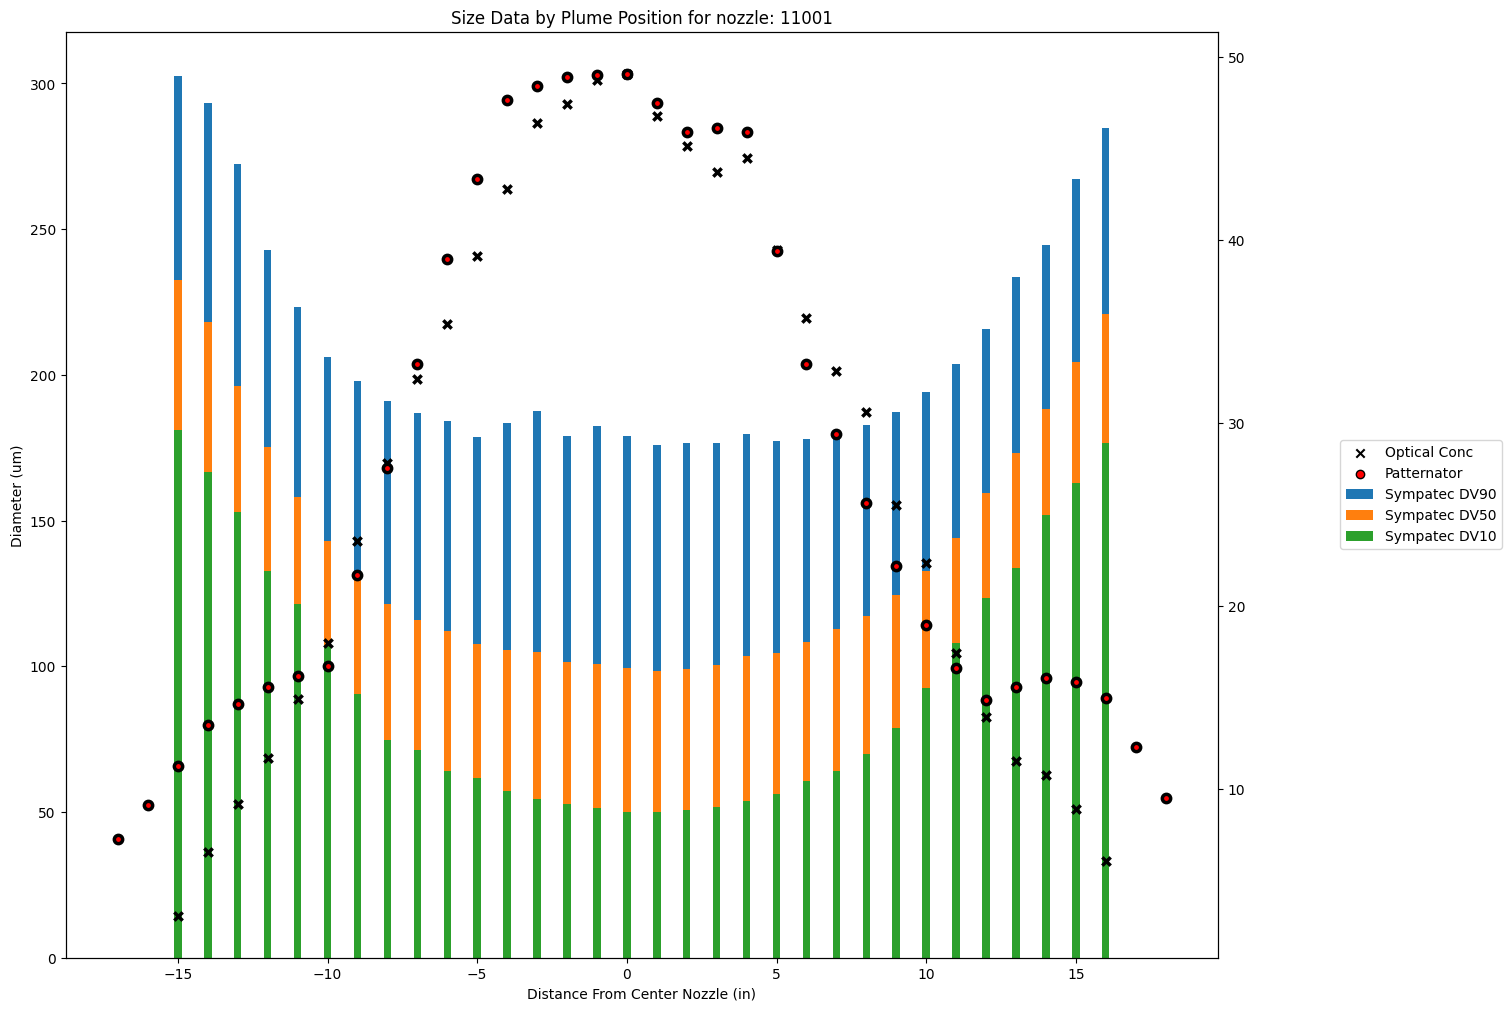 Size Data by Plume Position for nozzle: 11001
300
250
200
150
100
50
0
Diameter (um)
50
40
30
20
10
Optical Conc
Patternator
Sympatec DV90
Sympatec DV50
Sympatec DV10
−15
−10
−5
0
5
10
15
Distance From Center Nozzle (in)